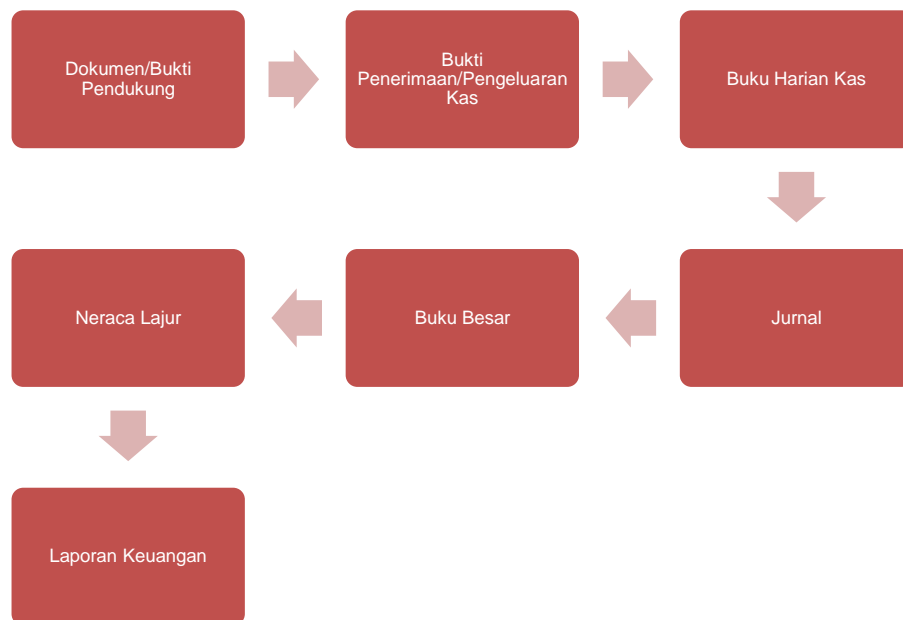 Dokumen/Bukti
Pendukung
Bukti
Penerimaan/Pengeluaran
Kas
Buku Harian Kas
Jurnal
Buku Besar
Neraca Lajur
Laporan Keuangan